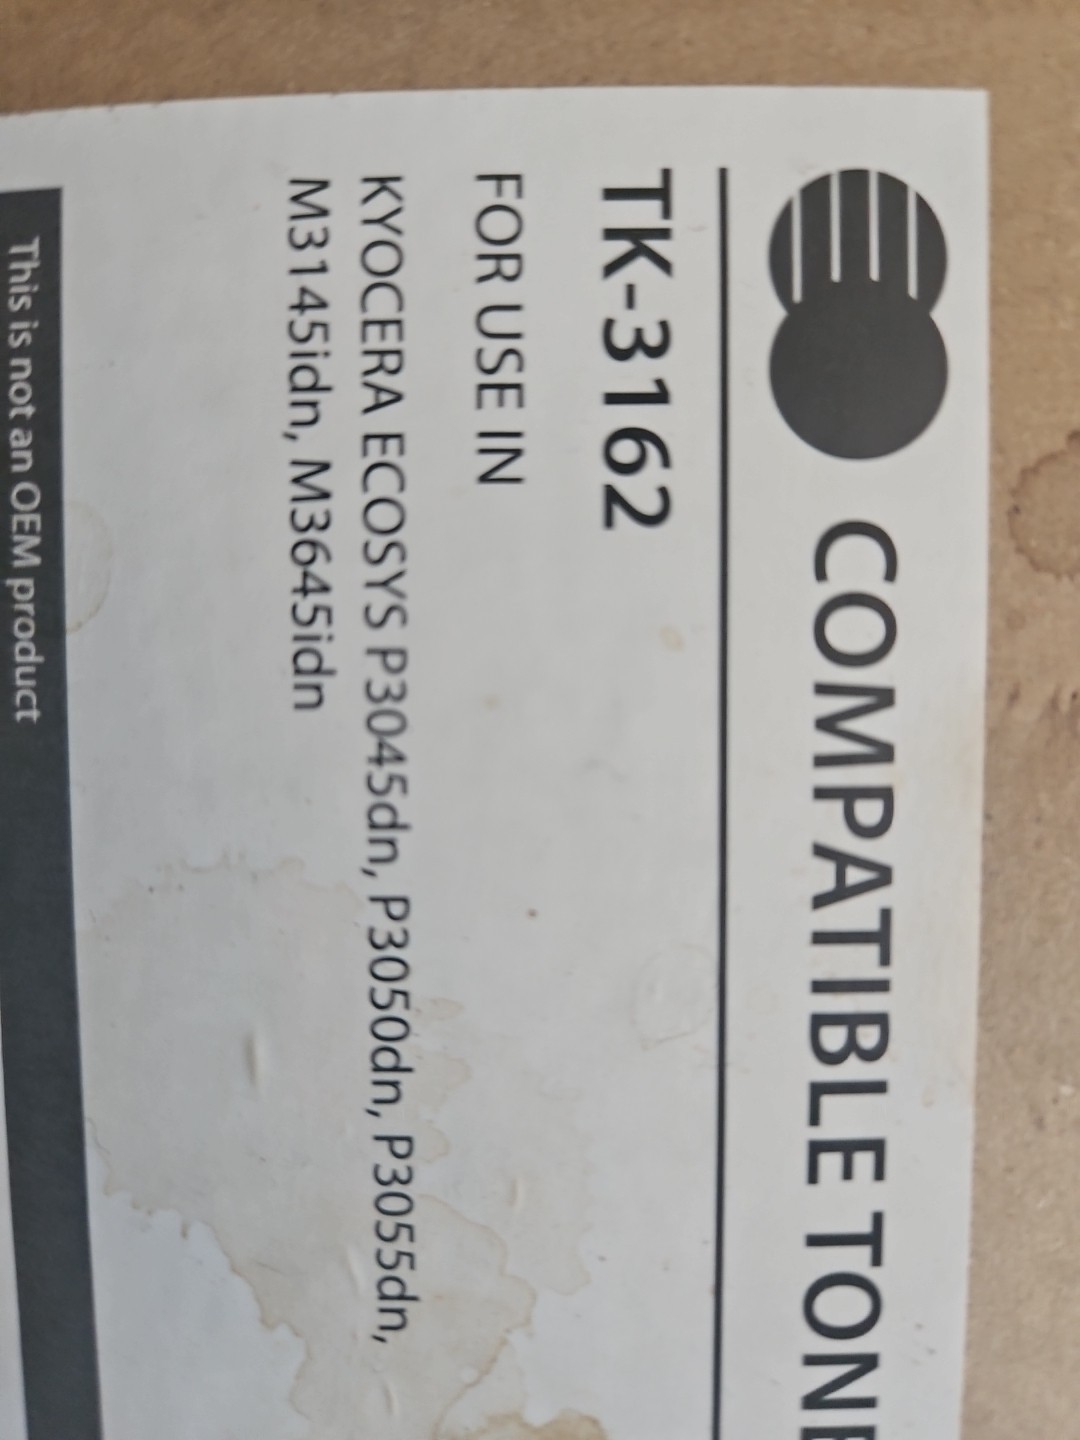 COMPATIBLE TONE
TK-3162
FOR USE IN
KYOCERA ECOSYS P3045dn, P3050dn, P3055dn,
M3145idn, M3645idn
This is not an OEM product